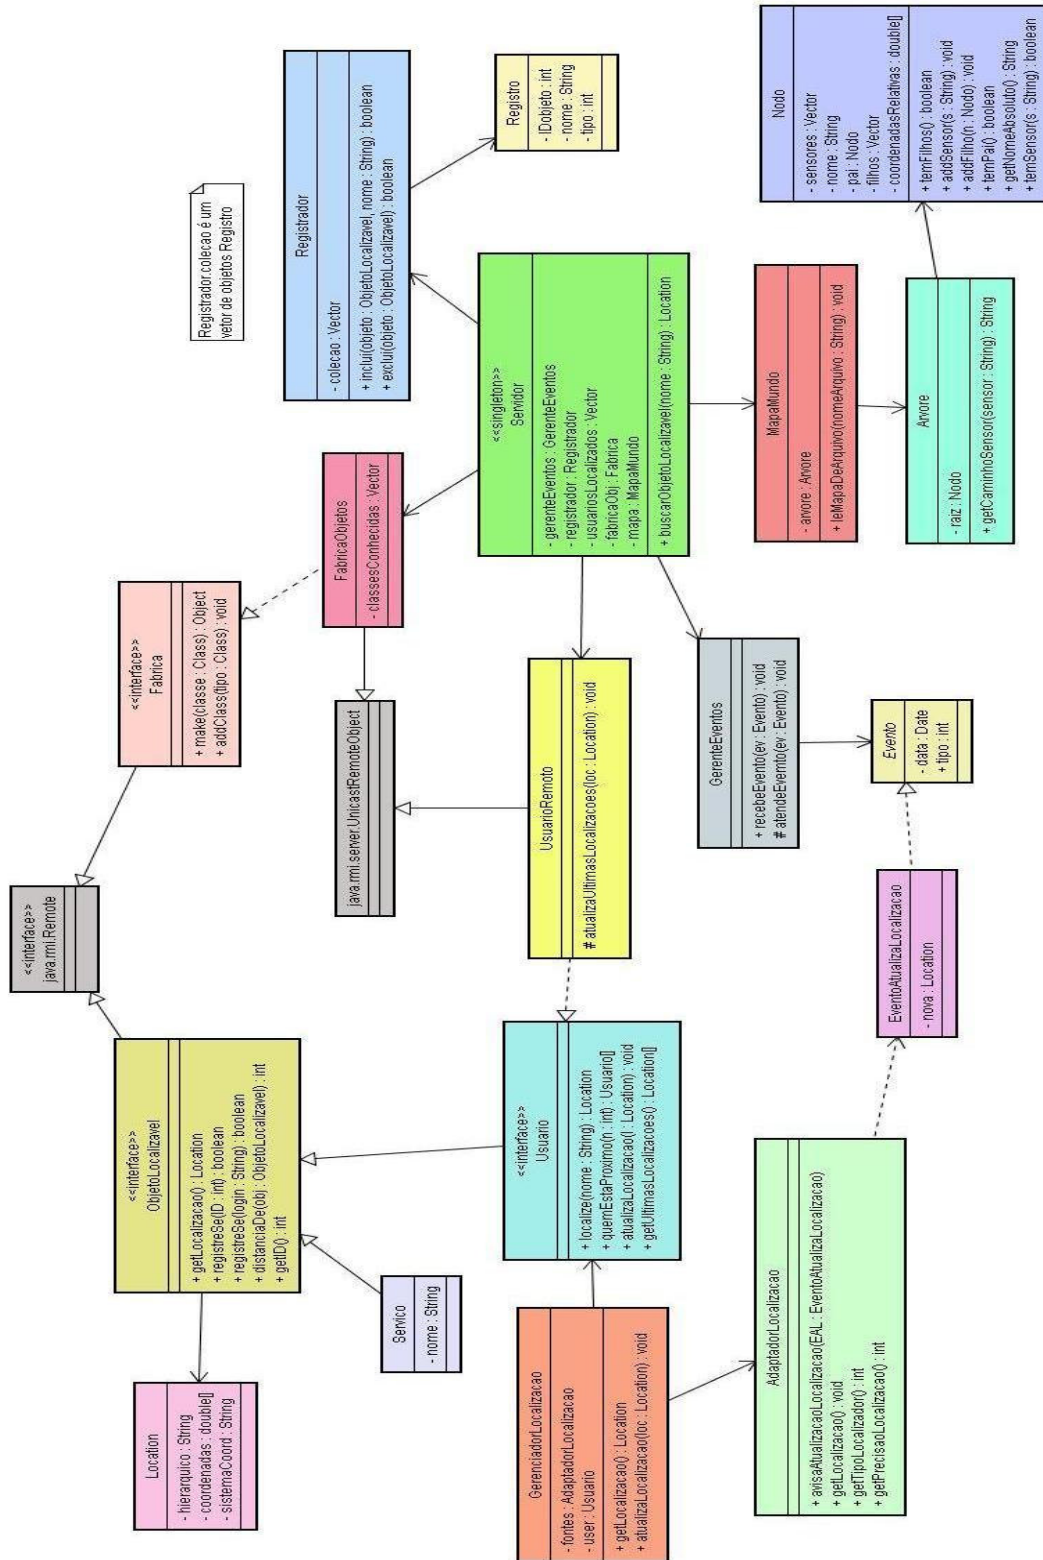 <<interface>>
java.rmi.Remote
<<interface>>
ObjetoLocalizavel
+ getLocalizacao() : Location
+ registreSe(ID : int) : boolean
+ registreSe(login : String) : boolean
+ distanciaDe(obj : ObjetoLocalizavel) : int
+ getID() : int
Location
- hierarquico : String
- coordenadas : double[]
- sistemaCoord : String
Servico
- nome : String
<<interface>>
Fabrica
+ make(classe : Class) : Object
+ addClass(tipo : Class) : void
FabricaObjetos
- classesConhecidas : Vector
java.rmi.server.UnicastRemoteObject
Registrador.colecao é um
vetor de objetos Registro
Registrador
- colecao : Vector
+ inclui(objeto : ObjetoLocalizavel, nome : String) : boolean
+ exclui(objeto : ObjetoLocalizavel) : boolean
Registro
- IDobjeto : int
- nome : String
- tipo : int
<<interface>>
Usuario
+ localize(nome : String) : Location
+ quemEstaProximo(n : int) : Usuario[]
+ atualizaLocalizacao(l : Location) : void
+ getUltimasLocalizacoes() : Location[]
UsuarioRemoto
# atualizaUltimasLocalizacoes(loc : Location) : void
<<singleton>>
Servidor
- gerenteEventos : GerenteEventos
- registrador : Registrador
- usuariosLocalizados : Vector
- fabricaObj : Fabrica
- mapa : MapaMundo
+ buscarObjetoLocalizavel(nome : String) : Location
GerenciadorLocalizacao
- fontes : AdaptadorLocalizacao
- user : Usuario
+ getLocalizacao() : Location
+ atualizaLocalizacao(loc : Location) : void
AdaptadorLocalizacao
+ avisaAtualizacaoLocalizacao(EAL : EventoAtualizaLocalizacao)
+ getLocalizacao() : void
+ getTipoLocalizador() : int
+ getPrecisaoLocalizacao() : int
EventoAtualizaLocalizacao
- nova : Location
GerenteEventos
+ recebeEvento(ev : Evento) : void
# atendeEvemto(ev : Evento) : void
Evento
- data : Date
+ tipo : int
MapaMundo
- arvore : Arvore
+ leMapaDeArquivo(nomeArquivo : String) : void
Arvore
- raiz : Nodo
+ getCaminhoSensor(sensor : String) : String
Nodo
- sensores : Vector
- nome : String
- pai : Nodo
- filhos : Vector
- coordenadasRelativas : double[]
+ temFilhos() : boolean
+ addSensor(s : String) : void
+ addFilho(n : Nodo) : void
+ temPai() : boolean
+ getNomeAbsoluto() : String
+ temSensor(s : String) : boolean